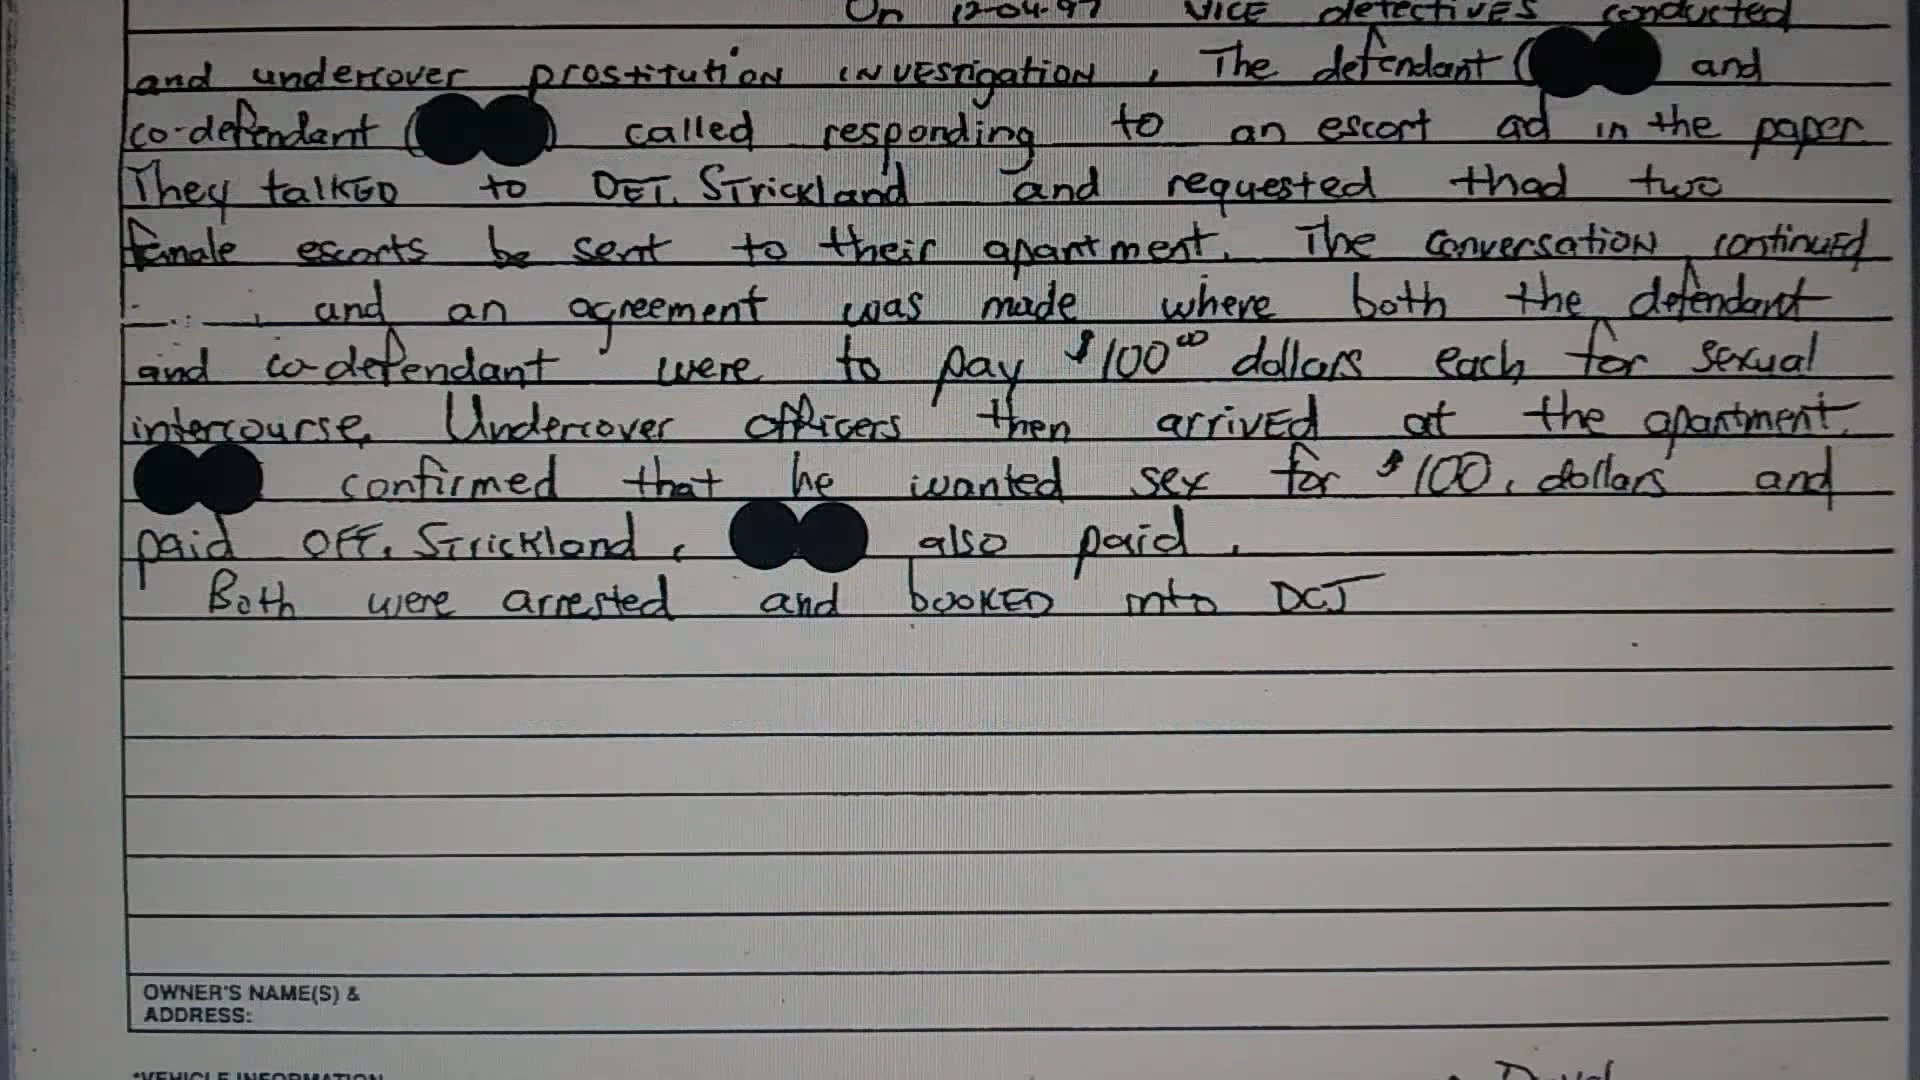 On 12-04-97 VICE detectives conducted
and undercover prostitution investigation, The defendant ( and
co-defendant ( ) called responding to an escort ad in the paper
They talked to DET. Strickland and requested thad two
female escorts be sent to their apartment. The conversation continued
and an agreement was made where both the defendant
and co-defendant were to pay $100⁰⁰ dollars each for sexual
intercourse. Undercover officers then arrived at the apartment.
confirmed that he wanted sex for $100. dollars and
paid OFF. Strickland, also paid.
Both were arrested and booked into DCJ
OWNER'S NAME(S) &
ADDRESS:
*VEHICLE INFORMATION